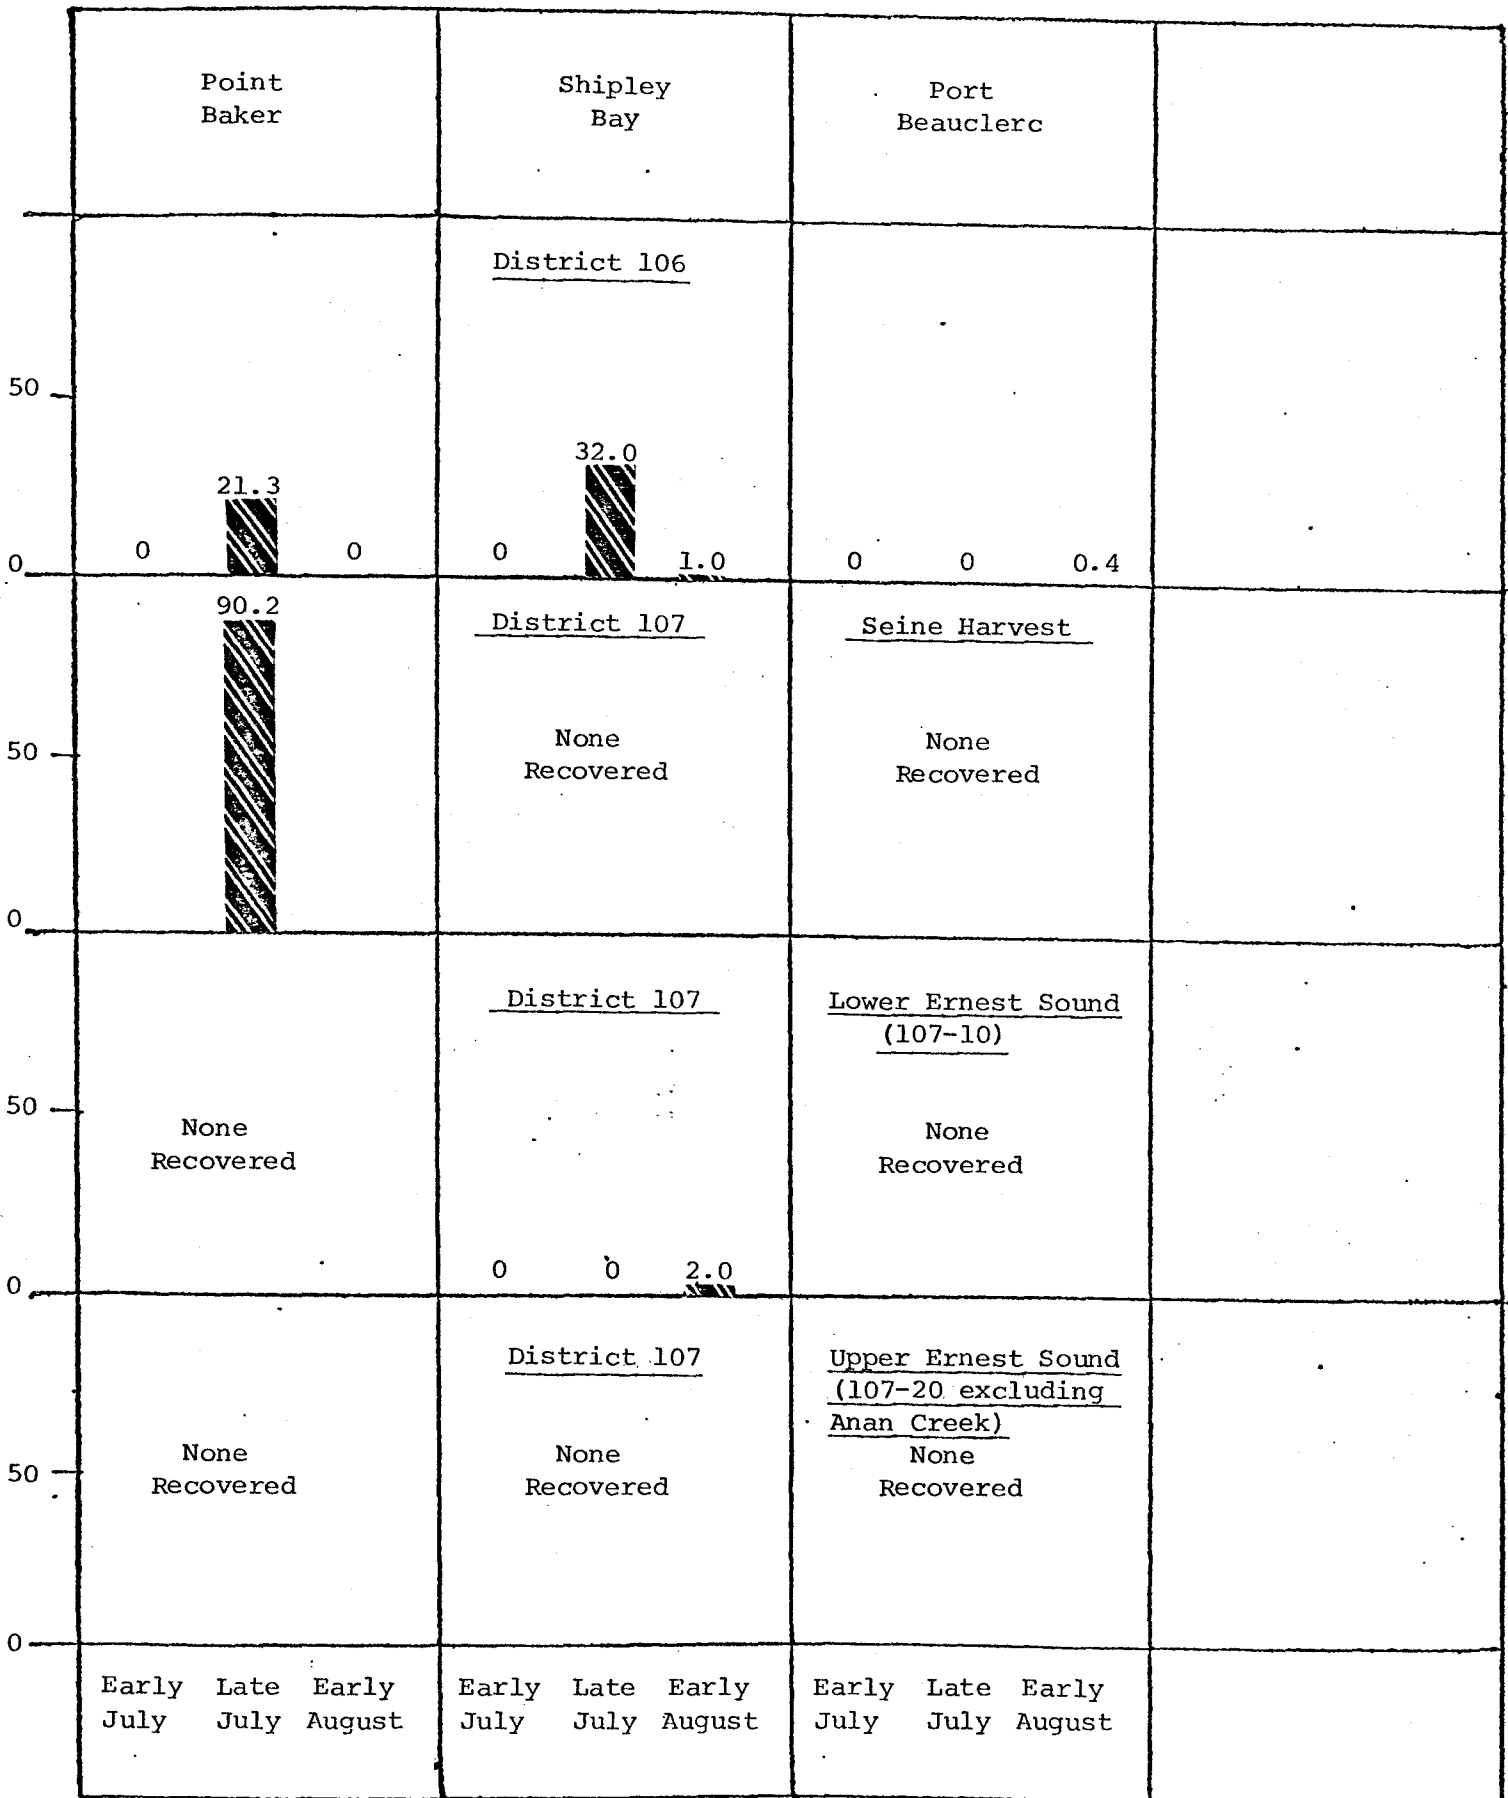 Point
Baker
Shipley
Bay
Port
Beauclerc
District 106
50
21.3
32.0
0
0
0
1.0
0
0
0.4
0
90.2
District 107
Seine Harvest
50
None
Recovered
None
Recovered
0
District 107
Lower Ernest Sound
(107-10)
50
None
Recovered
None
Recovered
0
0
2.0
0
District 107
Upper Ernest Sound
(107-20 excluding
Anan Creek)
50
None
Recovered
None
Recovered
None
Recovered
0
Early Late Early
July July August
Early Late Early
July July August
Early Late Early
July July August